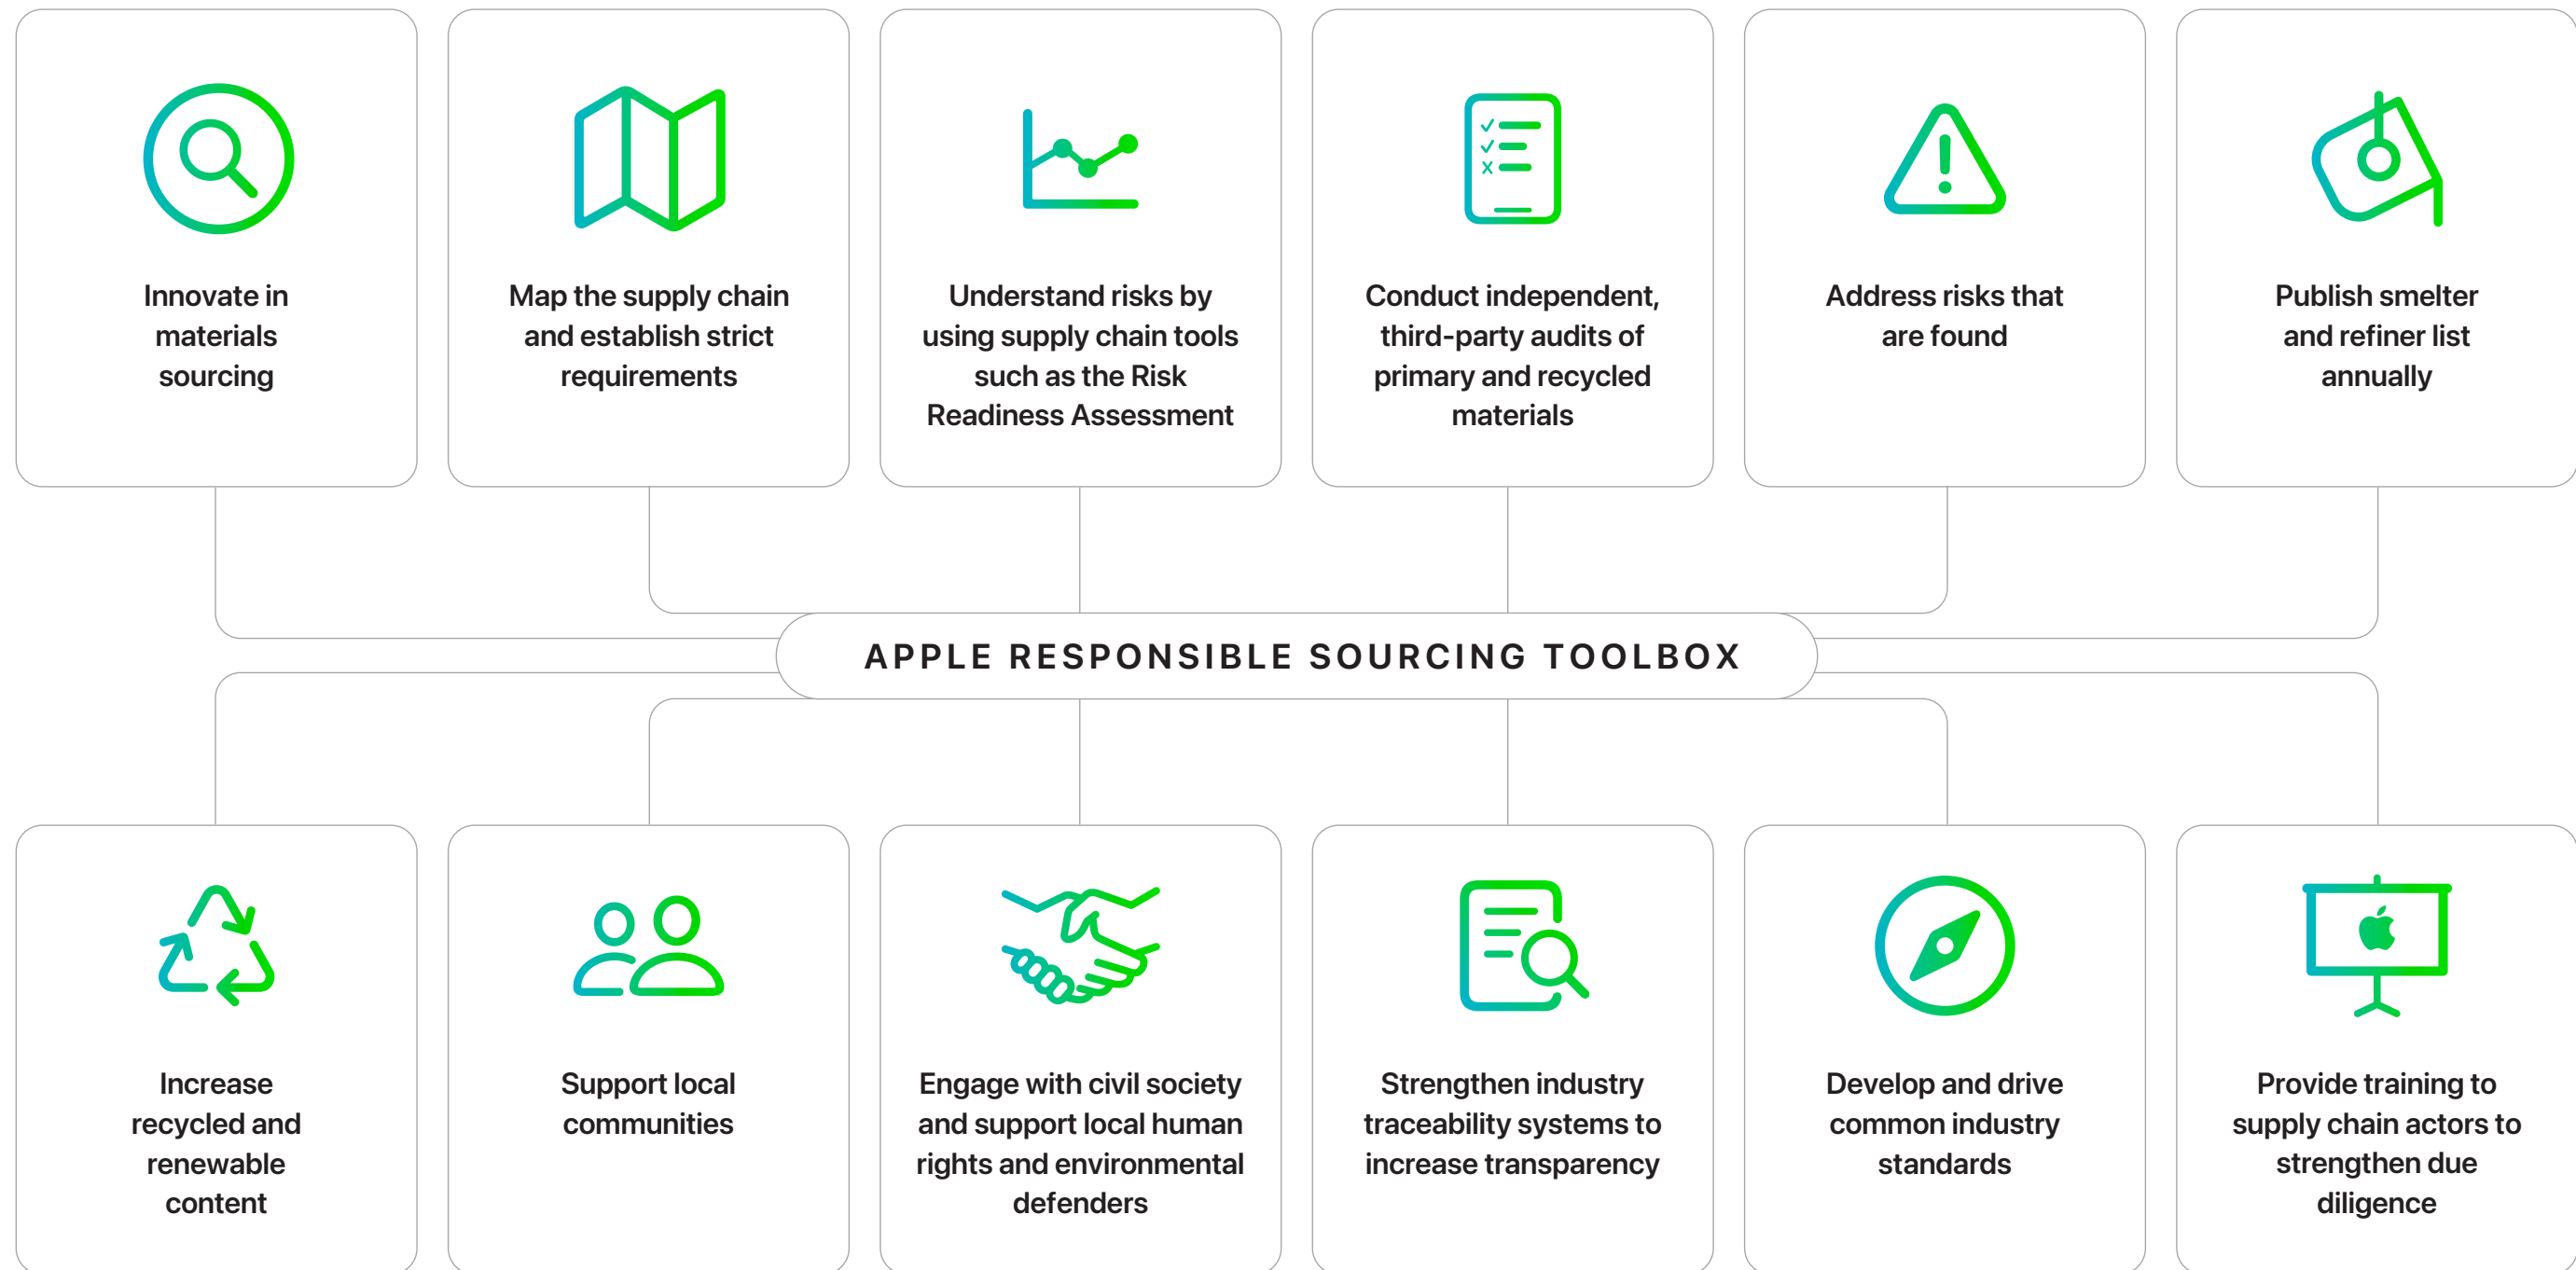 Innovate in
materials
sourcing
Map the supply chain
and establish strict
requirements
Understand risks by
using supply chain tools
such as the Risk
Readiness Assessment
Conduct independent,
third-party audits of
primary and recycled
materials
Address risks that
are found
Publish smelter
and refiner list
annually
APPLE RESPONSIBLE SOURCING TOOLBOX
Increase
recycled and
renewable
content
Support local
communities
Engage with civil society
and support local human
rights and environmental
defenders
Strengthen industry
traceability systems to
increase transparency
Develop and drive
common industry
standards
Provide training to
supply chain actors to
strengthen due
diligence